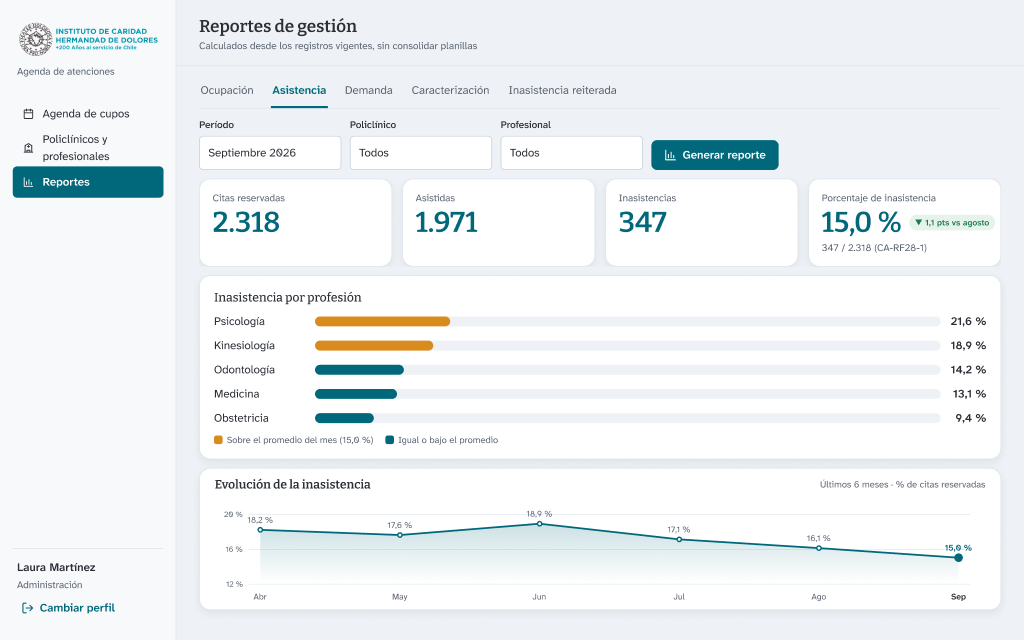 INSTITUTO DE CARIDAD
HERMANDAD DE DOLORES
+200 Años al servicio de Chile
Agenda de atenciones
Agenda de cupos
Policlínicos y
profesionales
Reportes
Laura Martínez
Administración
Cambiar perfil
Reportes de gestión
Calculados desde los registros vigentes, sin consolidar planillas
Ocupación Asistencia Demanda Caracterización Inasistencia reiterada
Período Policlínico Profesional
Septiembre 2026 Todos Todos Generar reporte
Citas reservadas Asistidas Inasistencias Porcentaje de inasistencia
2.318 1.971 347 15,0 % ▼ 1,1 pts vs agosto
347 / 2.318 (CA-RF28-1)
Inasistencia por profesión
Psicología 21,6 %
Kinesiología 18,9 %
Odontología 14,2 %
Medicina 13,1 %
Obstetricia 9,4 %
Sobre el promedio del mes (15,0 %) Igual o bajo el promedio
Evolución de la inasistencia Últimos 6 meses · % de citas reservadas
20 %
16 %
12 %
18,2 % 17,6 % 18,9 % 17,1 % 16,1 % 15,0 %
Abr May Jun Jul Ago Sep